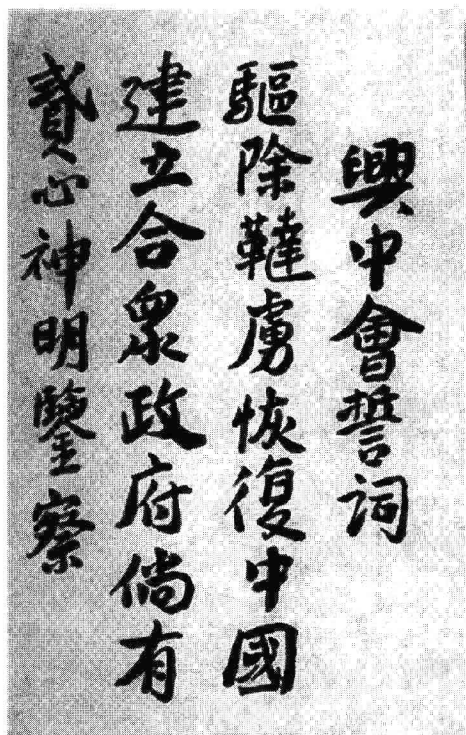 興中會誓詞
驅除韃虜恢復中國
建立合衆政府倘有
貳心神明鑒察